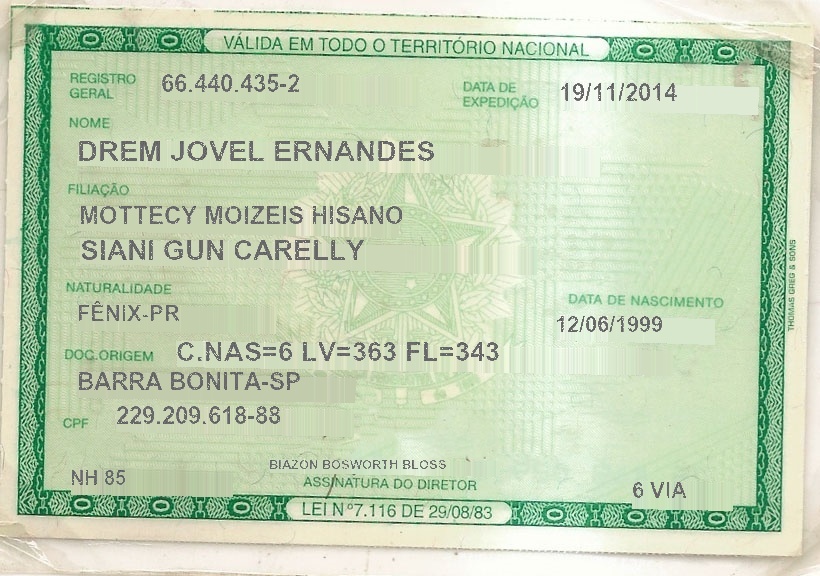 VÁLIDA EM TODO O TERRITÓRIO NACIONAL
REGISTRO GERAL 66.440.435-2 DATA DE EXPEDIÇÃO 19/11/2014
NOME
DREM JOVEL ERNANDES
FILIAÇÃO
MOTTECY MOIZEIS HISANO
SIANI GUN CARELLY
NATURALIDADE DATA DE NASCIMENTO
FÊNIX-PR 12/06/1999
DOC.ORIGEM C.NAS=6 LV=363 FL=343
BARRA BONITA-SP
CPF 229.209.618-88
BIAZON BOSWORTH BLOSS
NH 85 ASSINATURA DO DIRETOR 6 VIA
LEI Nº7.116 DE 29/08/83
THOMAS GREG & SONS